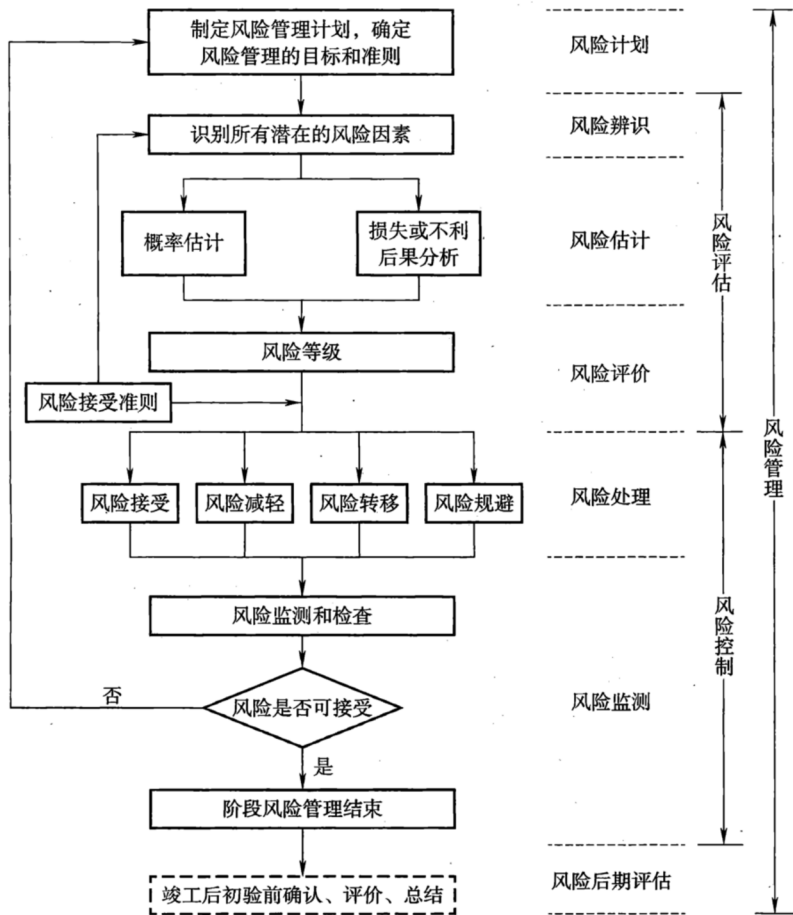 制定风险管理计划，确定
风险管理的目标和准则
风险计划
识别所有潜在的风险因素
风险辨识
概率估计
损失或不利
后果分析
风险估计
风险评估
风险等级
风险评价
风险接受准则
风险管理
风险接受
风险减轻
风险转移
风险规避
风险处理
风险监测和检查
风险控制
否
风险是否可接受
风险监测
是
阶段风险管理结束
竣工后初验前确认、评价、总结
风险后期评估